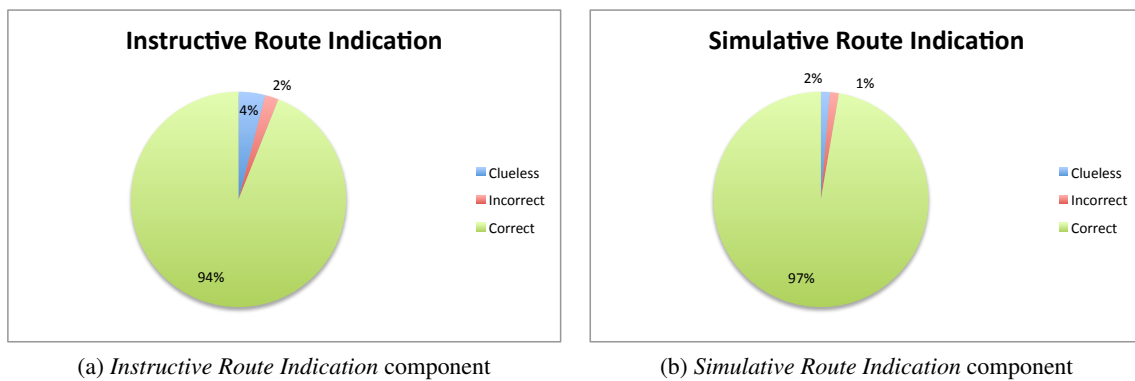 Instructive Route Indication
4%
2%
94%
Clueless
Incorrect
Correct
(a) Instructive Route Indication component
Simulative Route Indication
2%
1%
97%
Clueless
Incorrect
Correct
(b) Simulative Route Indication component